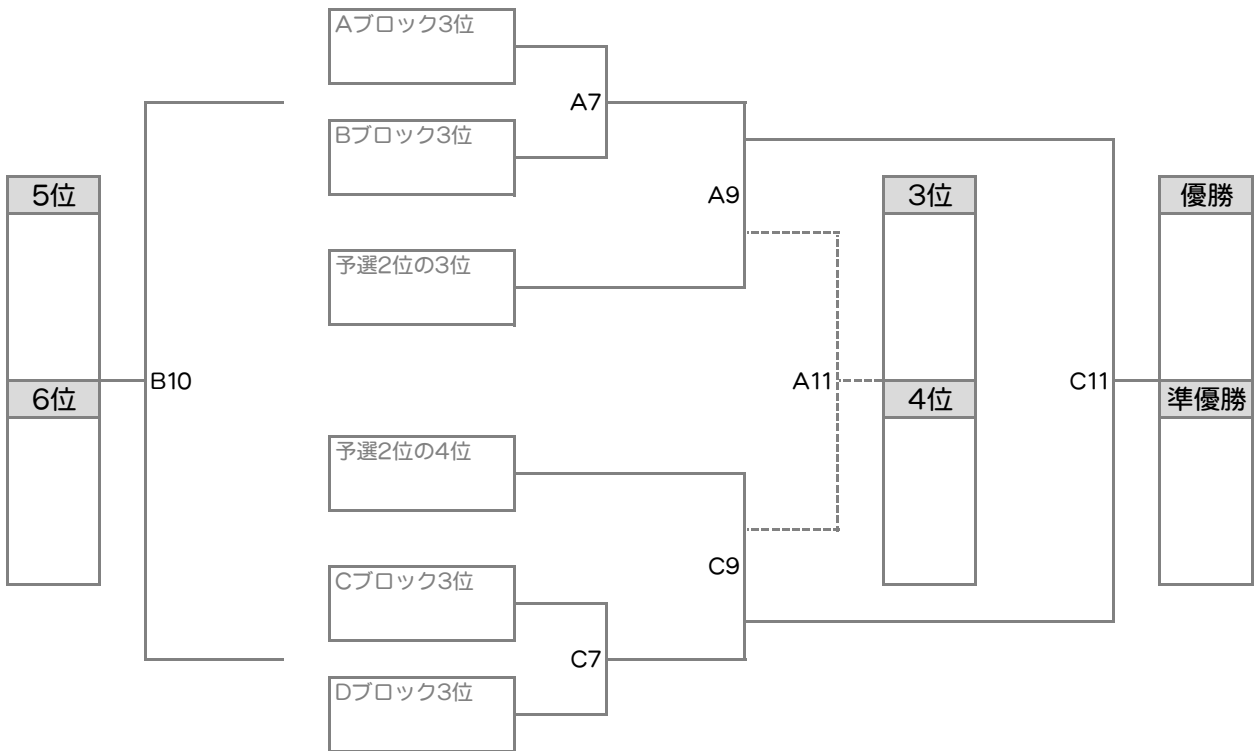 Aブロック3位
A7
Bブロック3位
5位
A9
3位
優勝
予選2位の3位
B10
A11
C11
6位
4位
準優勝
予選2位の4位
C9
Cブロック3位
C7
Dブロック3位